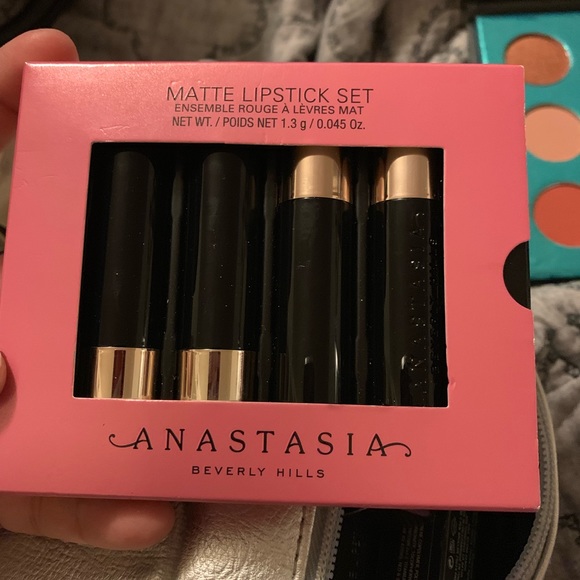 MATTE LIPSTICK SET
ENSEMBLE ROUGE À LÈVRES MAT
NET WT. / POIDS NET 1.3 g / 0.045 Oz.
ANASTASIA
ANASTASIA
BEVERLY HILLS